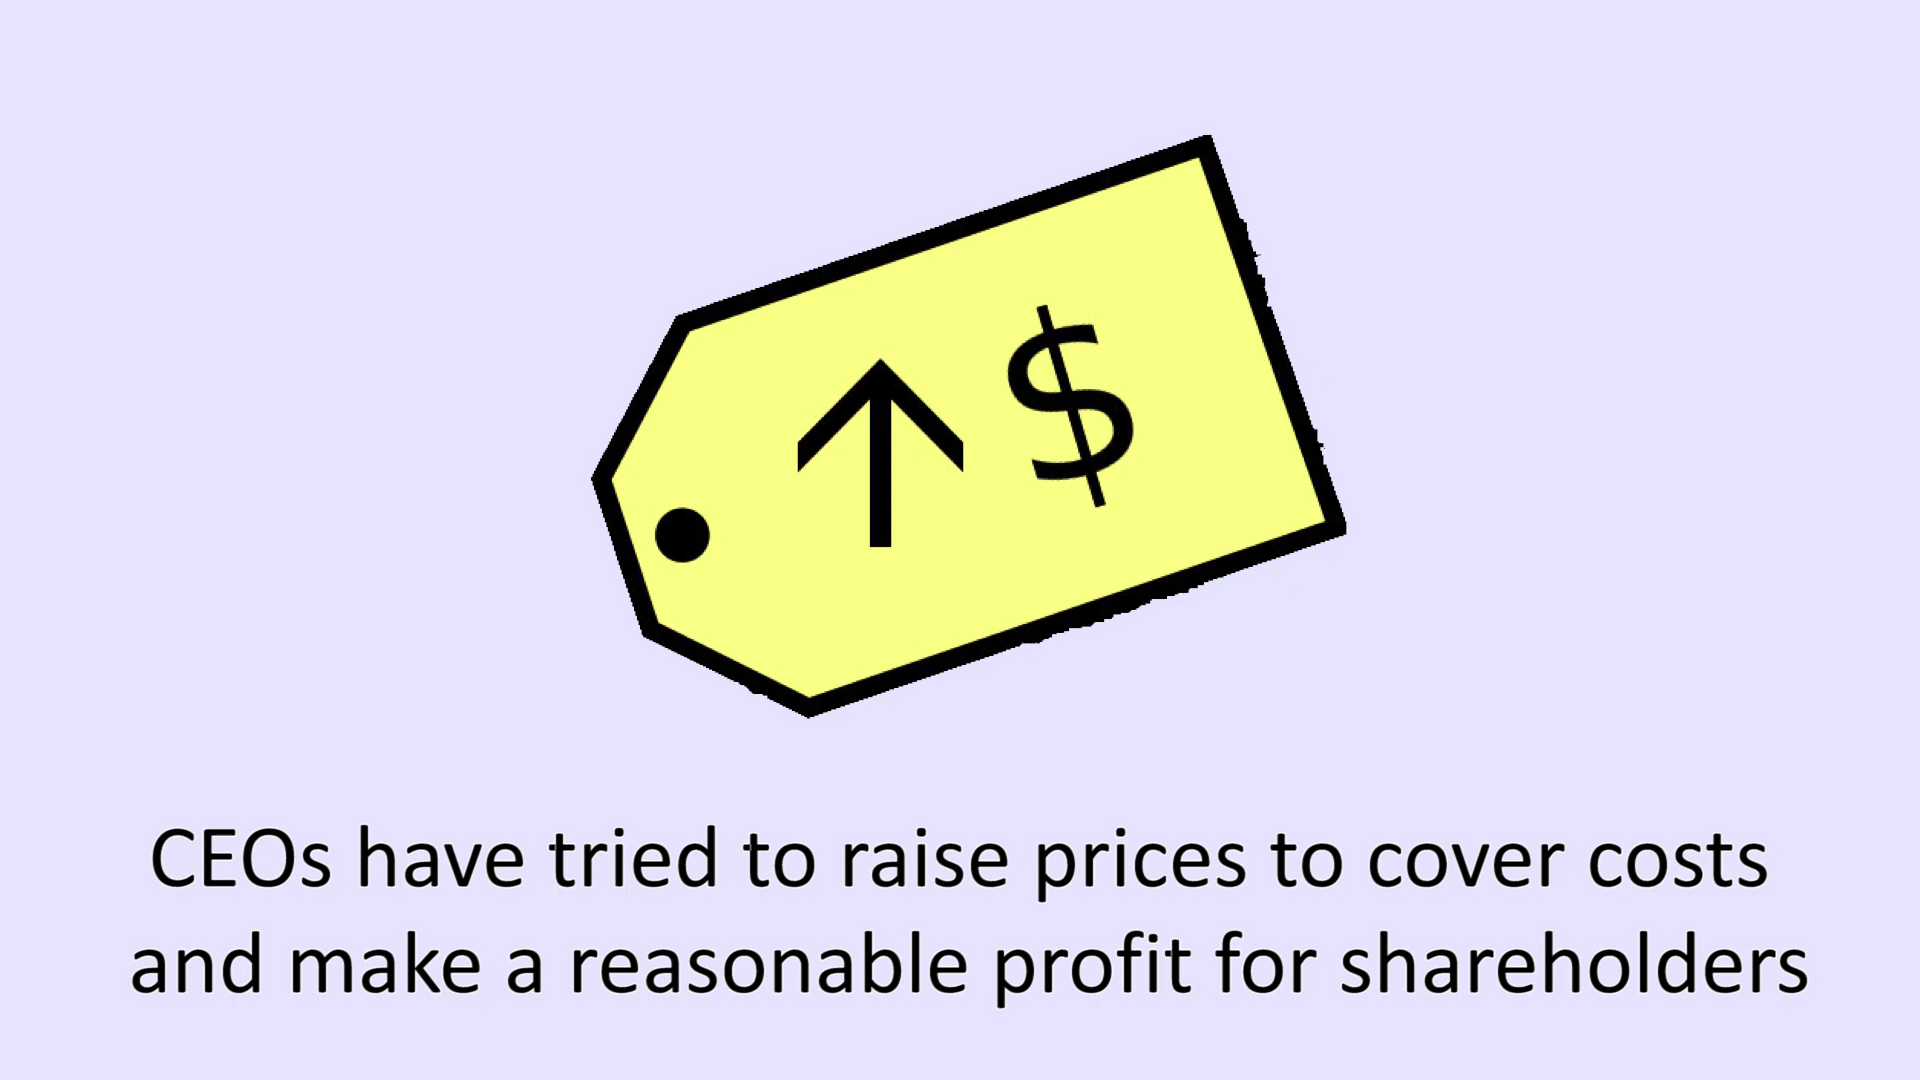 ↑$
CEOs have tried to raise prices to cover costs
and make a reasonable profit for shareholders